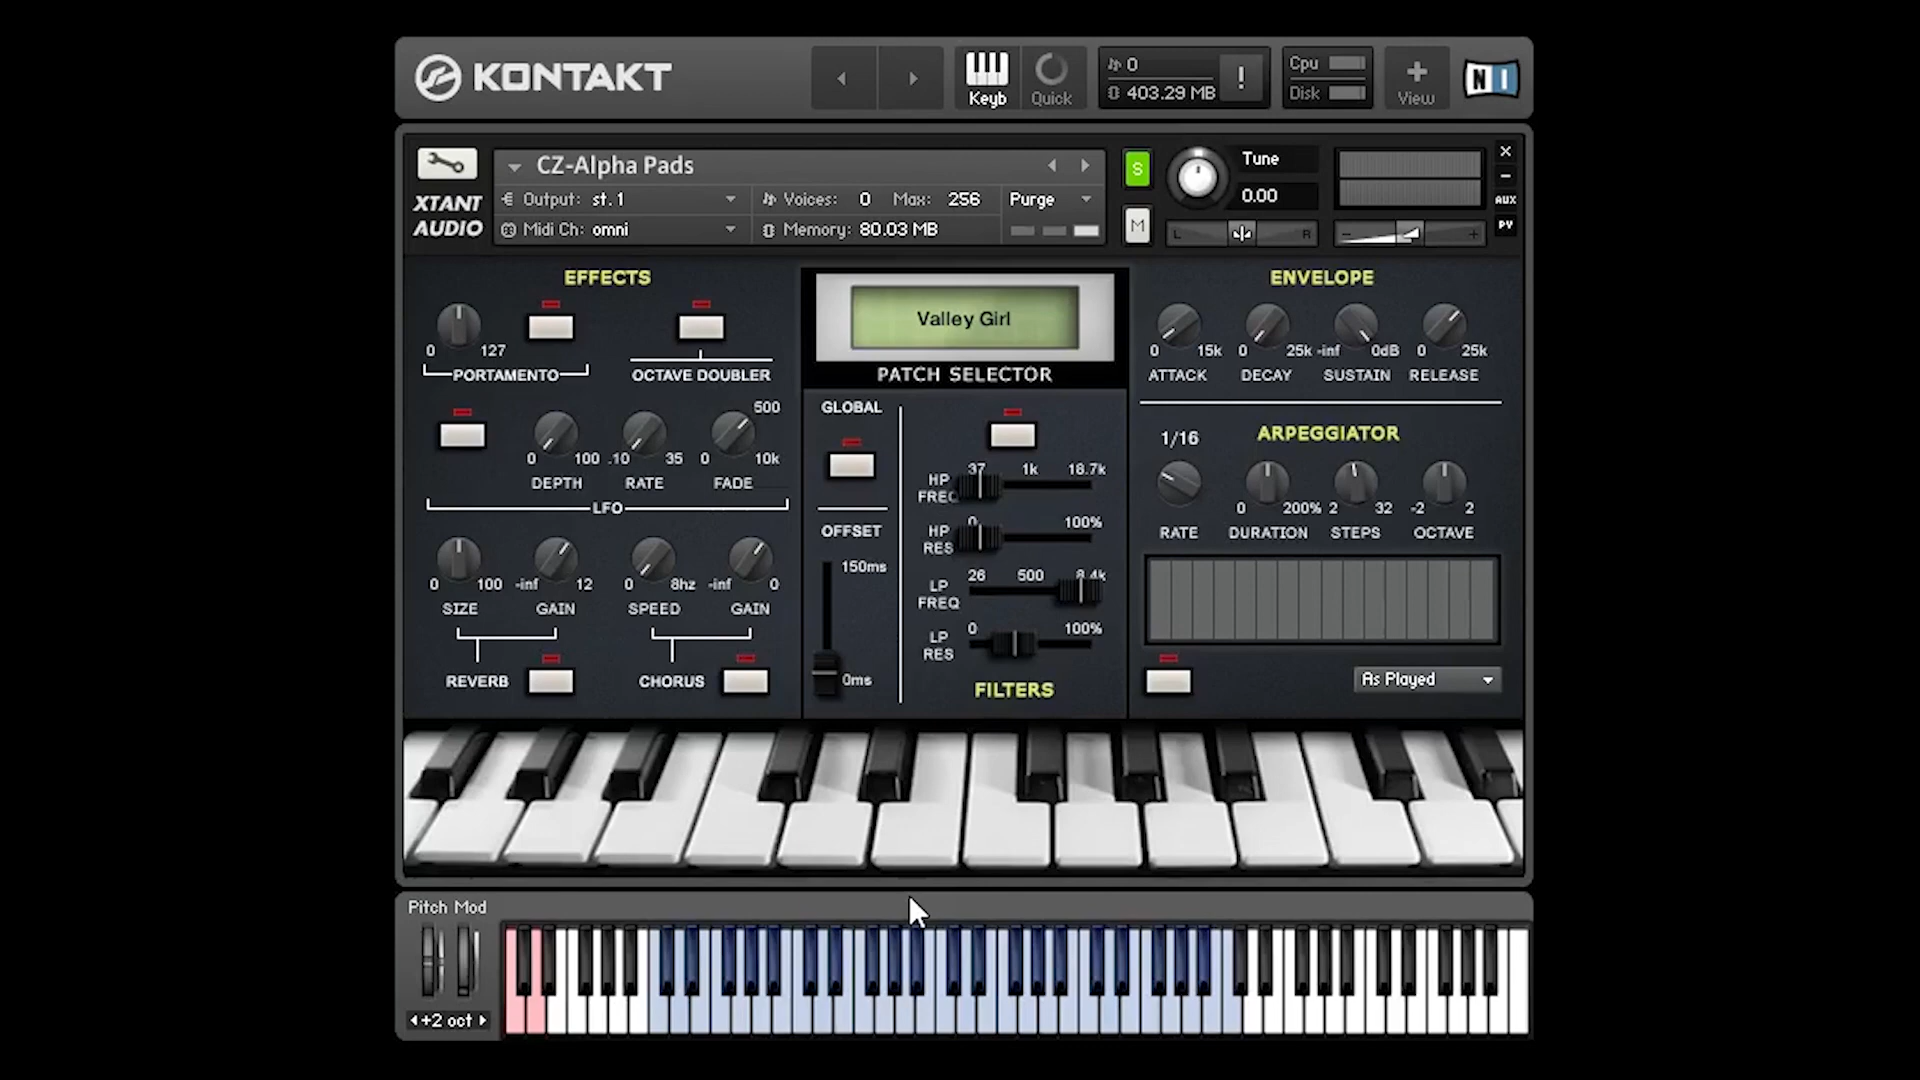 KONTAKT
Keyb
Quick
0
403.29 MB
!
Cpu
Disk
View
NI
XTANT
AUDIO
CZ-Alpha Pads
Output: st. 1
Voices: 0 Max: 256
Purge
Midi Ch: omni
Memory: 80.03 MB
S
M
Tune
0.00
L R
- +
x
-
AUX
PV
EFFECTS
0 127
PORTAMENTO
OCTAVE DOUBLER
0 100
DEPTH
.10 35
RATE
500
0 10k
FADE
LFO
0 100
SIZE
-inf 12
GAIN
0 8hz
SPEED
-inf 0
GAIN
REVERB
CHORUS
Valley Girl
PATCH SELECTOR
GLOBAL
OFFSET
150ms
0ms
37 1k 18.7k
HP
FREQ
0 100%
HP
RES
26 500 8.4k
LP
FREQ
0 100%
LP
RES
FILTERS
ENVELOPE
0 15k
ATTACK
0 25k
DECAY
-inf 0dB
SUSTAIN
0 25k
RELEASE
ARPEGGIATOR
1/16
RATE
0 200%
DURATION
2 32
STEPS
-2 2
OCTAVE
As Played
Pitch Mod
+2 oct